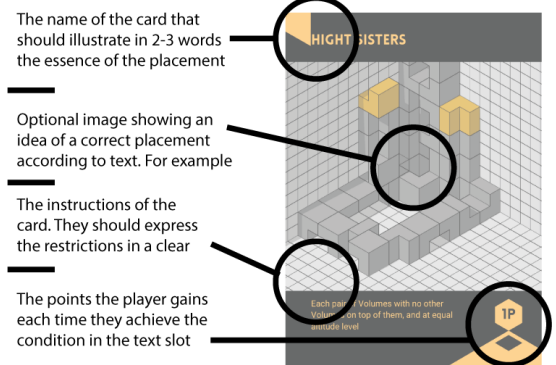 The name of the card that
should illustrate in 2-3 words
the essence of the placement
HIGHT SISTERS
Optional image showing an
idea of a correct placement
according to text. For example
The instructions of the
card. They should express
the restrictions in a clear
The points the player gains
each time they achieve the
condition in the text slot
Each pair of Volumes with no other
Volumes on top of them, and at equal
altitude level
1P